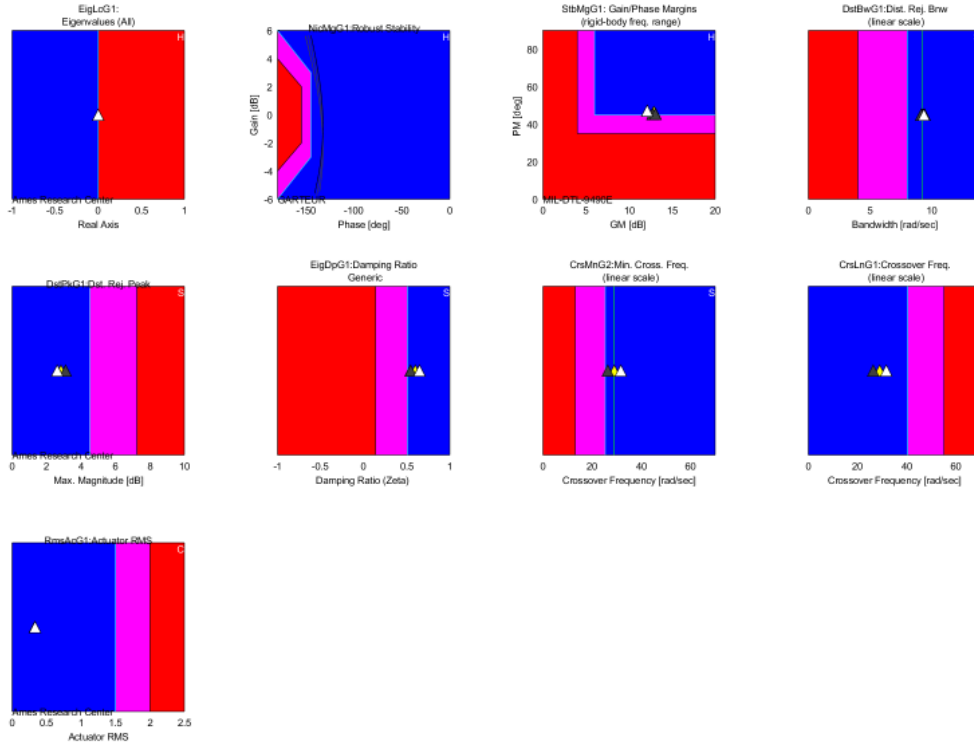 EigLcG1:
Eigenvalues (All)
H
-1 -0.5 0 0.5 1
Ames Research Center
Real Axis
NicMgG1:Robust Stability
H
Gain [dB]
6
4
2
0
-2
-4
-6
GARTEUR
-150 -100 -50 0
Phase [deg]
StbMgG1: Gain/Phase Margins
(rigid-body freq. range)
H
PM [deg]
80
60
40
20
0
MIL-DTL-9490E
0 10 20
GM [dB]
DstBwG1:Dist. Rej. Bnw
(linear scale)
0 5 10
Bandwidth [rad/sec]
DstPkG1:Dst. Rej. Peak
S
Ames Research Center
0 2 4 6 8 10
Max. Magnitude [dB]
EigDpG1:Damping Ratio
Generic
S
-1 -0.5 0 0.5 1
Damping Ratio (Zeta)
CrsMnG2:Min. Cross. Freq.
(linear scale)
S
0 20 40 60
Crossover Frequency [rad/sec]
CrsLnG1:Crossover Freq.
(linear scale)
0 20 40 60
Crossover Frequency [rad/sec]
RmsAcG1:Actuator RMS
C
Ames Research Center
0 0.5 1 1.5 2 2.5
Actuator RMS